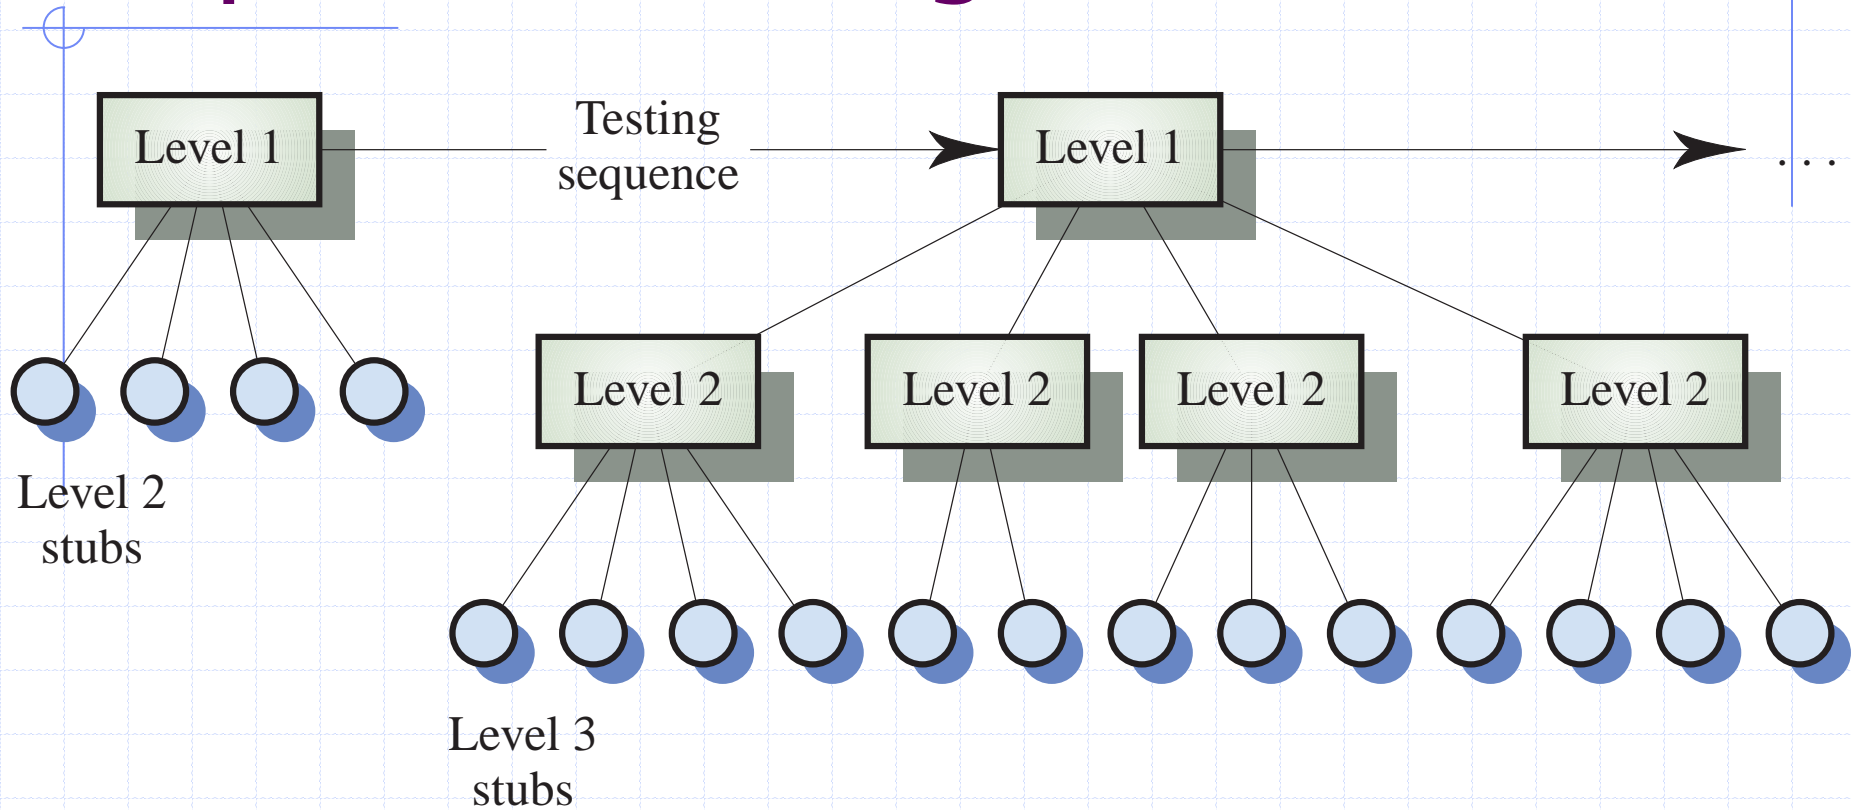 Level 1
Testing
sequence
Level 1
. . .
Level 2
Level 2
Level 2
Level 2
Level 2
stubs
Level 3
stubs